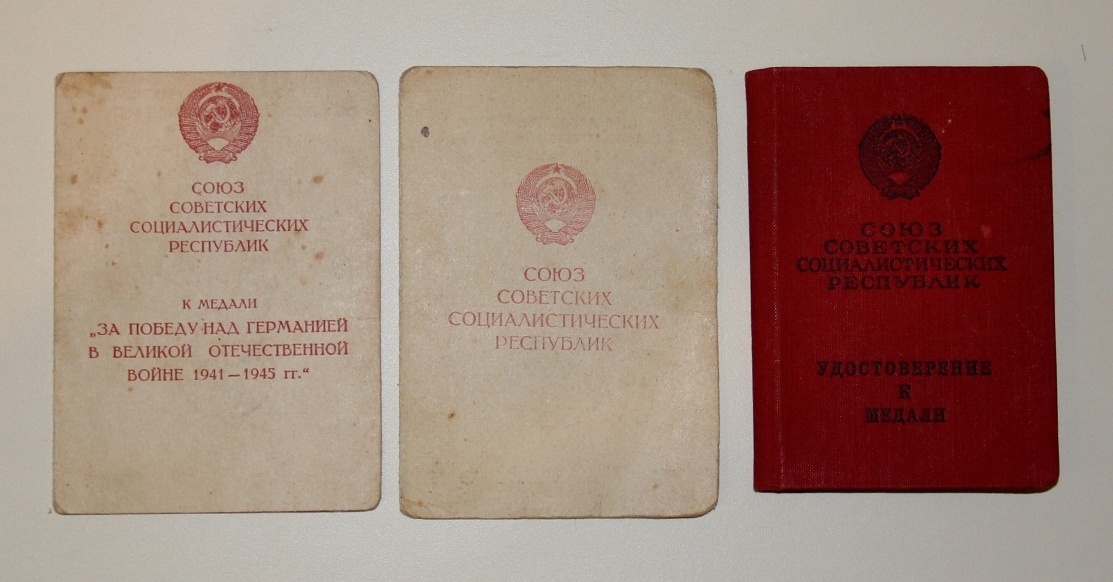 СОЮЗ
СОВЕТСКИХ
СОЦИАЛИСТИЧЕСКИХ
РЕСПУБЛИК
К МЕДАЛИ
„ЗА ПОБЕДУ НАД ГЕРМАНИЕЙ
В ВЕЛИКОЙ ОТЕЧЕСТВЕННОЙ
ВОЙНЕ 1941—1945 гг.“
СОЮЗ
СОВЕТСКИХ
СОЦИАЛИСТИЧЕСКИХ
РЕСПУБЛИК
СОЮЗ
СОВЕТСКИХ
СОЦИАЛИСТИЧЕСКИХ
РЕСПУБЛИК
УДОСТОВЕРЕНИЕ
К
МЕДАЛИ